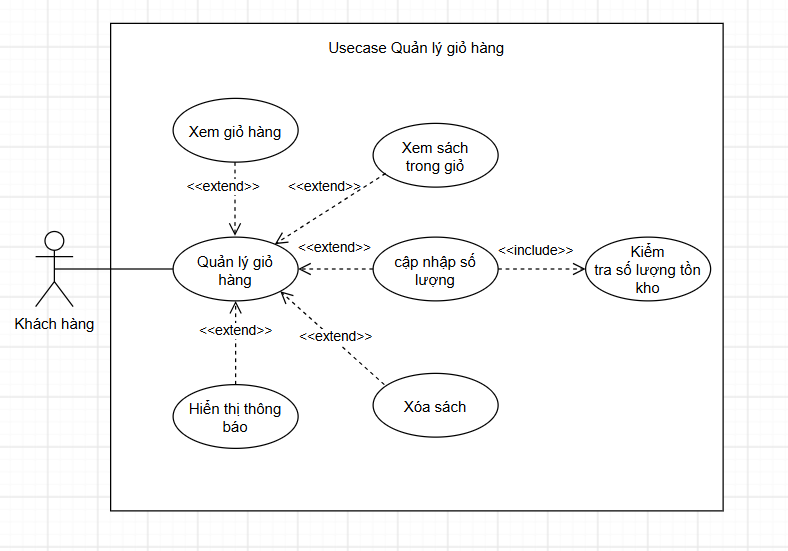 Usecase Quản lý giỏ hàng
Xem giỏ hàng
Xem sách
trong giỏ
<<extend>>
<<extend>>
Quản lý giỏ
hàng
<<extend>>
cập nhập số
lượng
<<include>>
Kiểm
tra số lượng tồn
kho
Khách hàng
<<extend>>
<<extend>>
Hiển thị thông
báo
Xóa sách